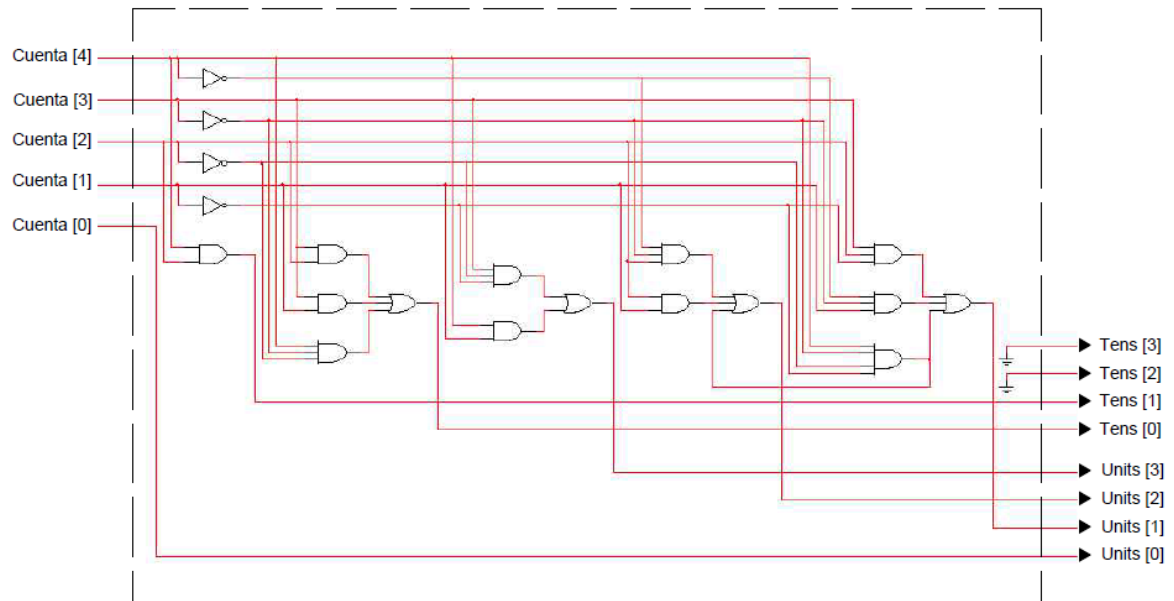 Cuenta [4]
Cuenta [3]
Cuenta [2]
Cuenta [1]
Cuenta [0]
Tens [3]
Tens [2]
Tens [1]
Tens [0]
Units [3]
Units [2]
Units [1]
Units [0]